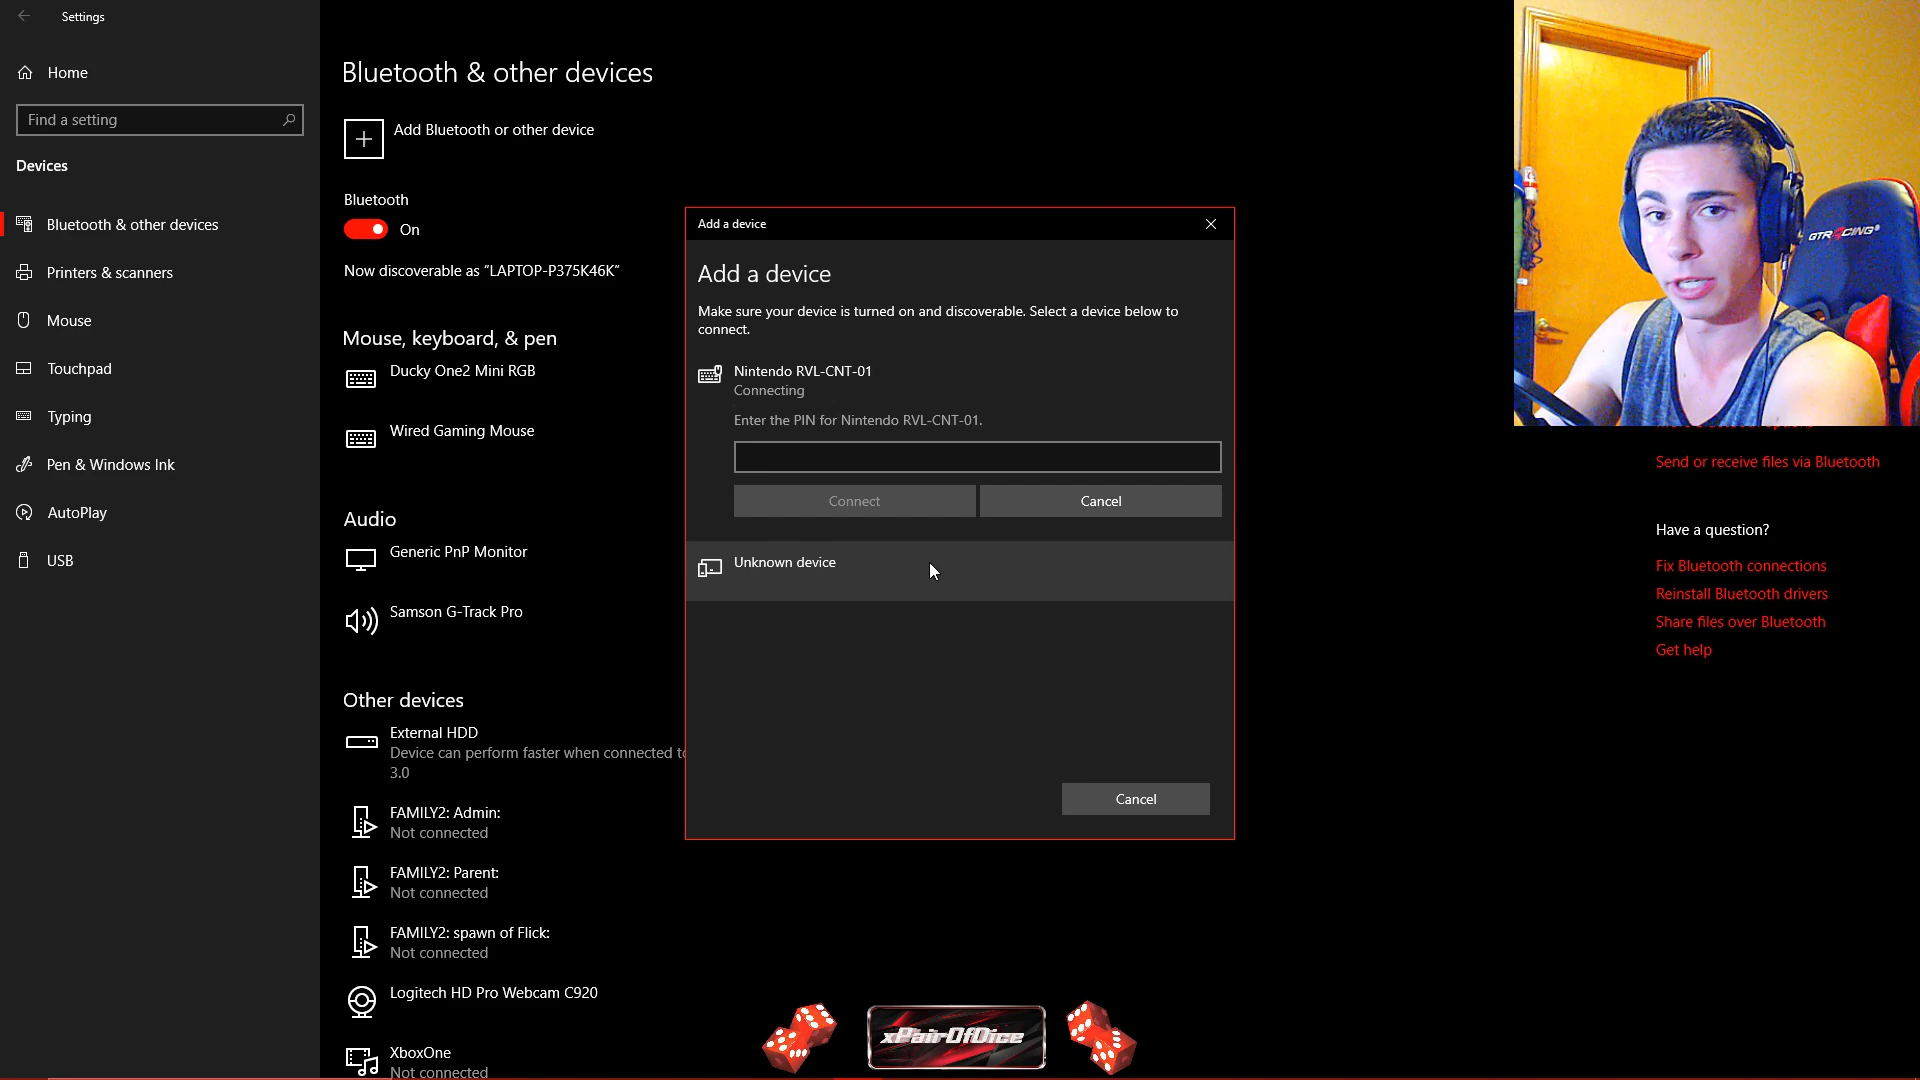 Settings
Home
Find a setting
Devices
Bluetooth & other devices
Printers & scanners
Mouse
Touchpad
Typing
Pen & Windows Ink
AutoPlay
USB
Bluetooth & other devices
Add Bluetooth or other device
Bluetooth
On
Now discoverable as "LAPTOP-P375K46K"
Mouse, keyboard, & pen
Ducky One2 Mini RGB
Wired Gaming Mouse
Audio
Generic PnP Monitor
Samson G-Track Pro
Other devices
External HDD
Device can perform faster when connected to
3.0
FAMILY2: Admin:
Not connected
FAMILY2: Parent:
Not connected
FAMILY2: spawn of Flick:
Not connected
Logitech HD Pro Webcam C920
XboxOne
Not connected
Add a device
Add a device
Make sure your device is turned on and discoverable. Select a device below to
connect.
Nintendo RVL-CNT-01
Connecting
Enter the PIN for Nintendo RVL-CNT-01.
Connect
Cancel
Unknown device
Cancel
xPairOfDice
GTRACING
Send or receive files via Bluetooth
Have a question?
Fix Bluetooth connections
Reinstall Bluetooth drivers
Share files over Bluetooth
Get help